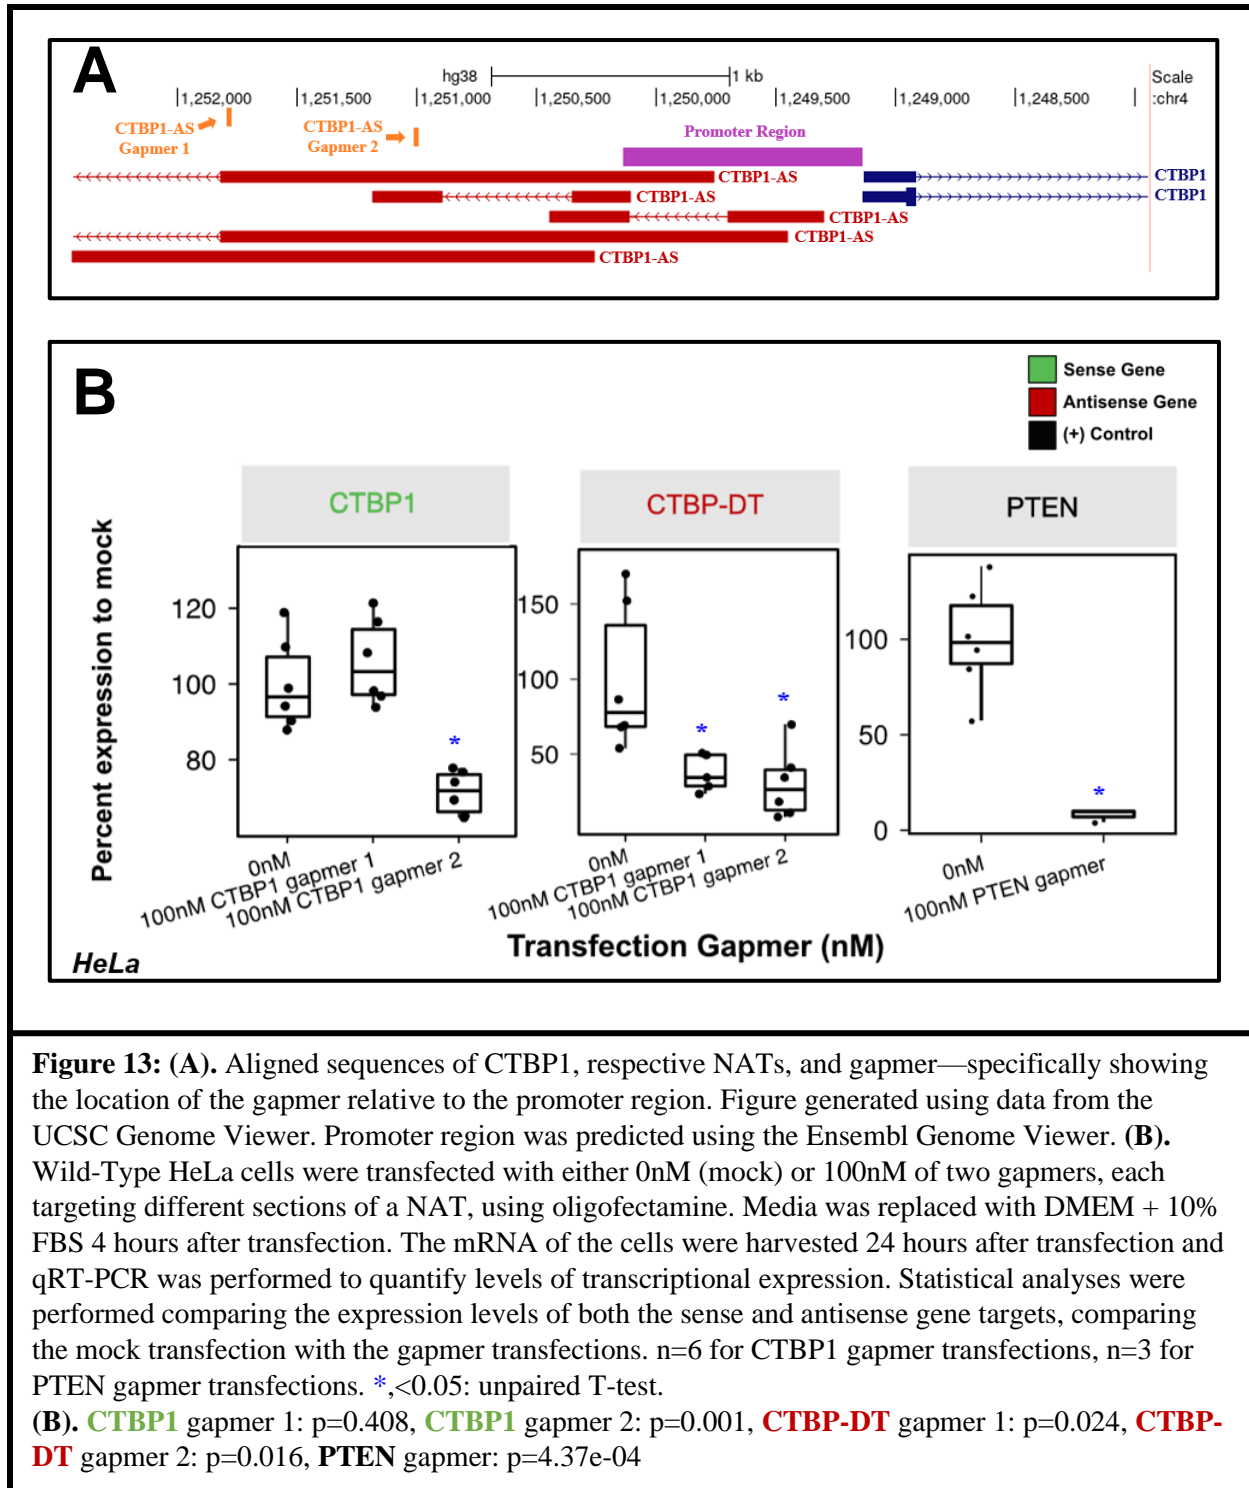 A
hg38 1 kb Scale
|1,252,000 |1,251,500 |1,251,000 |1,250,500 |1,250,000 |1,249,500 |1,249,000 |1,248,500 | :chr4
CTBP1-AS
Gapmer 1
CTBP1-AS
Gapmer 2
Promoter Region
CTBP1-AS CTBP1
CTBP1-AS CTBP1
CTBP1-AS
CTBP1-AS
CTBP1-AS
B
Sense Gene
Antisense Gene
(+) Control
CTBP1 CTBP-DT PTEN
Percent expression to mock
120
100
80
*
0nM
100nM CTBP1 gapmer 1
100nM CTBP1 gapmer 2
150
100
50
*
*
0nM
100nM CTBP1 gapmer 1
100nM CTBP1 gapmer 2
100
50
0
*
0nM
100nM PTEN gapmer
Transfection Gapmer (nM)
HeLa
Figure 13: (A). Aligned sequences of CTBP1, respective NATs, and gapmer—specifically showing
the location of the gapmer relative to the promoter region. Figure generated using data from the
UCSC Genome Viewer. Promoter region was predicted using the Ensembl Genome Viewer. (B).
Wild-Type HeLa cells were transfected with either 0nM (mock) or 100nM of two gapmers, each
targeting different sections of a NAT, using oligofectamine. Media was replaced with DMEM + 10%
FBS 4 hours after transfection. The mRNA of the cells were harvested 24 hours after transfection and
qRT-PCR was performed to quantify levels of transcriptional expression. Statistical analyses were
performed comparing the expression levels of both the sense and antisense gene targets, comparing
the mock transfection with the gapmer transfections. n=6 for CTBP1 gapmer transfections, n=3 for
PTEN gapmer transfections. *,<0.05: unpaired T-test.
(B). CTBP1 gapmer 1: p=0.408, CTBP1 gapmer 2: p=0.001, CTBP-DT gapmer 1: p=0.024, CTBP-
DT gapmer 2: p=0.016, PTEN gapmer: p=4.37e-04